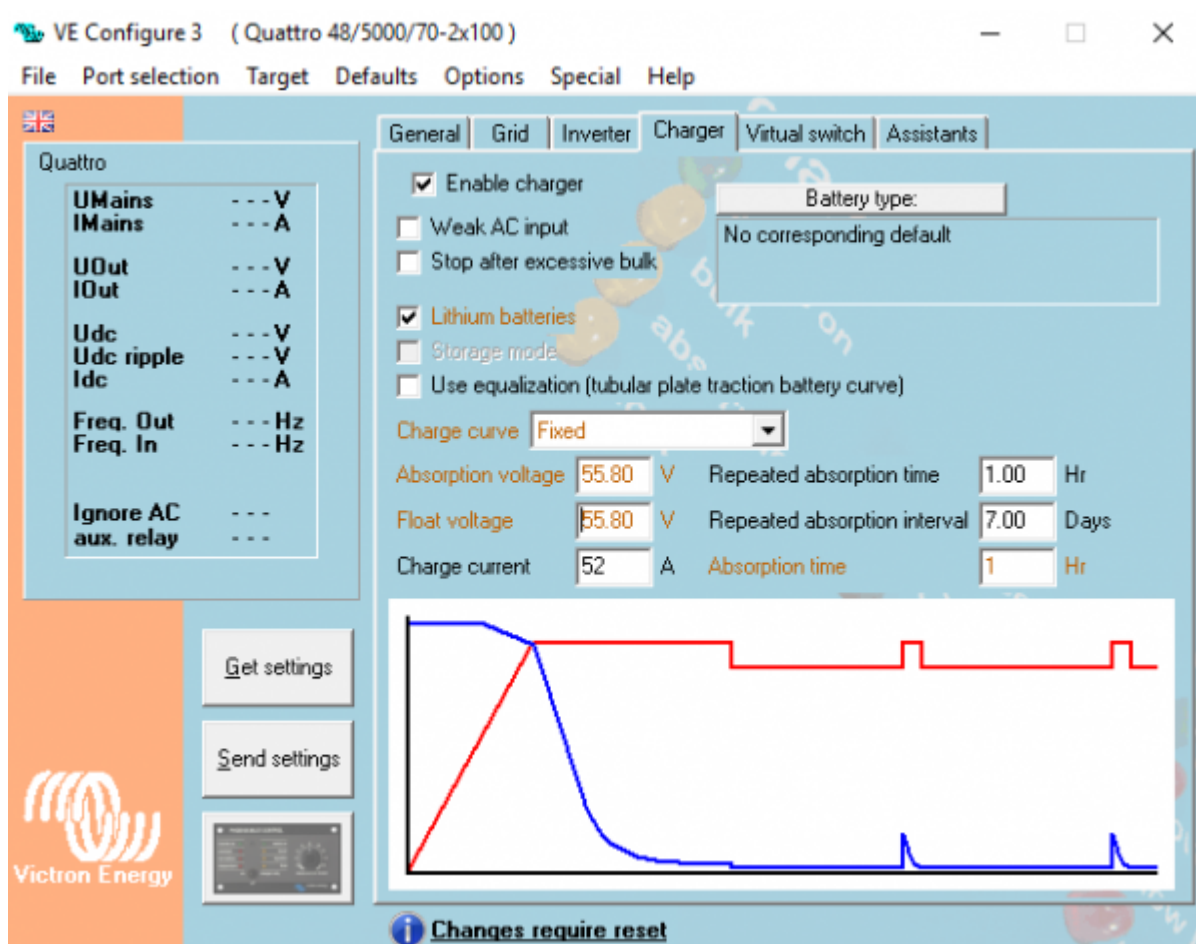 VE Configure 3 ( Quattro 48/5000/70-2x100 )
File Port selection Target Defaults Options Special Help
General Grid Inverter Charger Virtual switch Assistants
Quattro
UMains - - - V
IMains - - - A
UOut - - - V
IOut - - - A
Udc - - - V
Udc ripple - - - V
Idc - - - A
Freq. Out - - - Hz
Freq. In - - - Hz
Ignore AC - - -
aux. relay - - -
Get settings
Send settings
Victron Energy
Enable charger
Battery type:
Weak AC input
No corresponding default
Stop after excessive bulk
Lithium batteries
Storage mode
Use equalization (tubular plate traction battery curve)
Charge curve Fixed
Absorption voltage 55.80 V Repeated absorption time 1.00 Hr
Float voltage 55.80 V Repeated absorption interval 7.00 Days
Charge current 52 A Absorption time 1 Hr
bulk
abs
on
Changes require reset